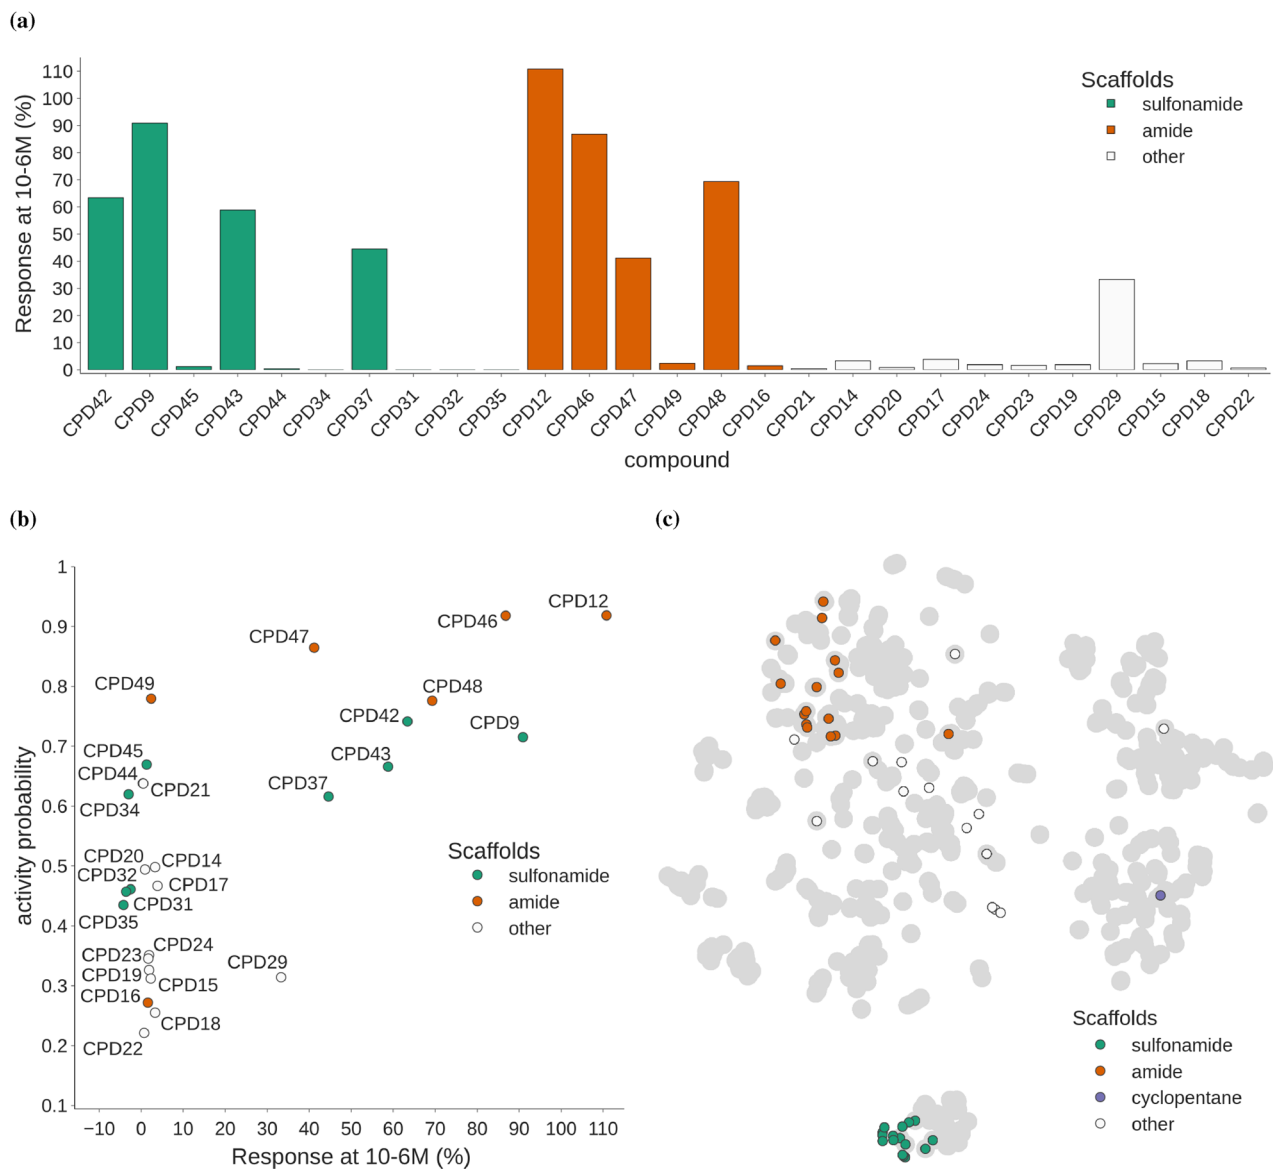 (a)
Response at 10-6M (%)
110
100
90
80
70
60
50
40
30
20
10
0
Scaffolds
sulfonamide
amide
other
CPD42 CPD9 CPD45 CPD43 CPD44 CPD34 CPD37 CPD31 CPD32 CPD35 CPD12 CPD46 CPD47 CPD49 CPD48 CPD16 CPD21 CPD14 CPD20 CPD17 CPD24 CPD23 CPD19 CPD29 CPD15 CPD18 CPD22
compound
(b)
activity probability
1
0.9
0.8
0.7
0.6
0.5
0.4
0.3
0.2
0.1
CPD12
CPD46
CPD47
CPD49
CPD48
CPD42
CPD9
CPD45
CPD43
CPD44
CPD21
CPD37
CPD34
CPD20
CPD14
CPD32
CPD17
CPD31
CPD35
CPD24
CPD23
CPD29
CPD19
CPD15
CPD16
CPD18
CPD22
Scaffolds
sulfonamide
amide
other
−10 0 10 20 30 40 50 60 70 80 90 100 110
Response at 10-6M (%)
(c)
Scaffolds
sulfonamide
amide
cyclopentane
other